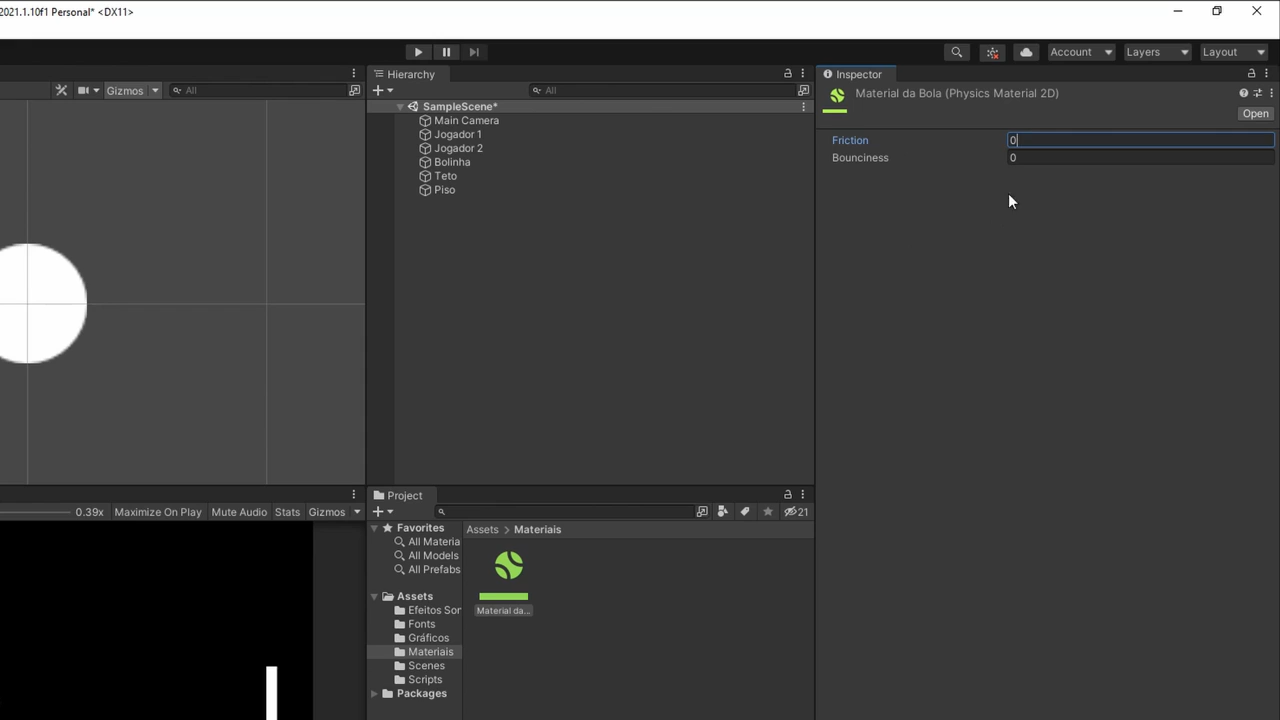 2021.1.10f1 Personal* <DX11>
Account Layers Layout
Gizmos All
Hierarchy
All
SampleScene*
Main Camera
Jogador 1
Jogador 2
Bolinha
Teto
Piso
Inspector
Material da Bola (Physics Material 2D)
Open
Friction 0
Bounciness 0
0.39x Maximize On Play Mute Audio Stats Gizmos
Project
21
Favorites
All Materia
All Models
All Prefabs
Assets
Efeitos Sor
Fonts
Gráficos
Materiais
Scenes
Scripts
Packages
Assets > Materiais
Material da...